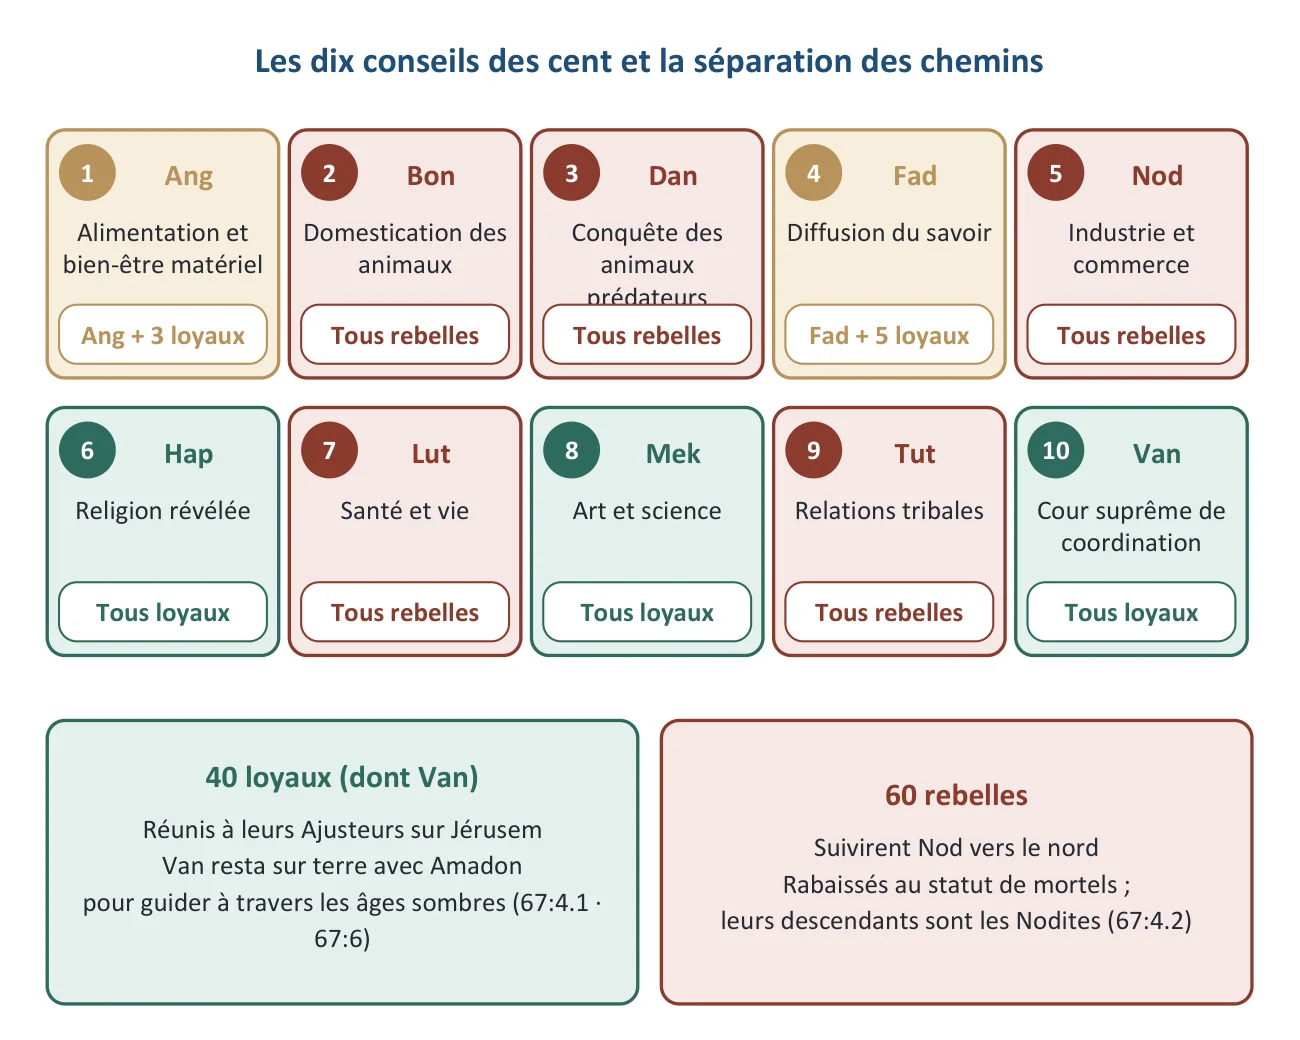 Les dix conseils des cent et la séparation des chemins
1
Ang
Alimentation et
bien-être matériel
Ang + 3 loyaux
2
Bon
Domestication des
animaux
Tous rebelles
3
Dan
Conquête des
animaux
prédateurs
Tous rebelles
4
Fad
Diffusion du savoir
Fad + 5 loyaux
5
Nod
Industrie et
commerce
Tous rebelles
6
Hap
Religion révélée
Tous loyaux
7
Lut
Santé et vie
Tous rebelles
8
Mek
Art et science
Tous loyaux
9
Tut
Relations tribales
Tous rebelles
10
Van
Cour suprême de
coordination
Tous loyaux
40 loyaux (dont Van)
Réunis à leurs Ajusteurs sur Jérusem
Van resta sur terre avec Amadon
pour guider à travers les âges sombres (67:4.1 ·
67:6)
60 rebelles
Suivirent Nod vers le nord
Rabaissés au statut de mortels ;
leurs descendants sont les Nodites (67:4.2)